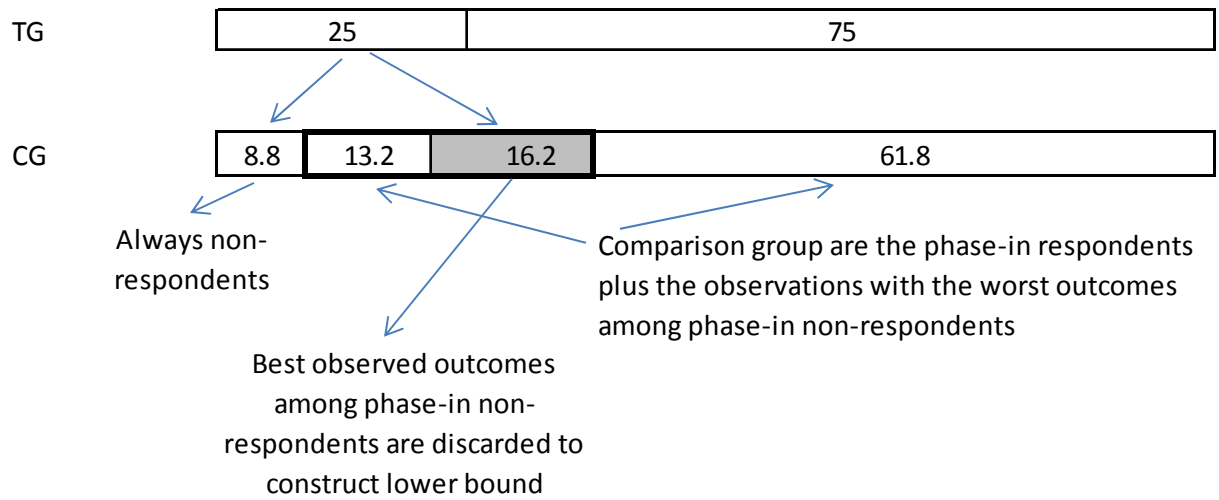 TG 25 75
CG 8.8 13.2 16.2 61.8
Always non-
respondents
Comparison group are the phase-in respondents
plus the observations with the worst outcomes
among phase-in non-respondents
Best observed outcomes
among phase-in non-
respondents are discarded to
construct lower bound